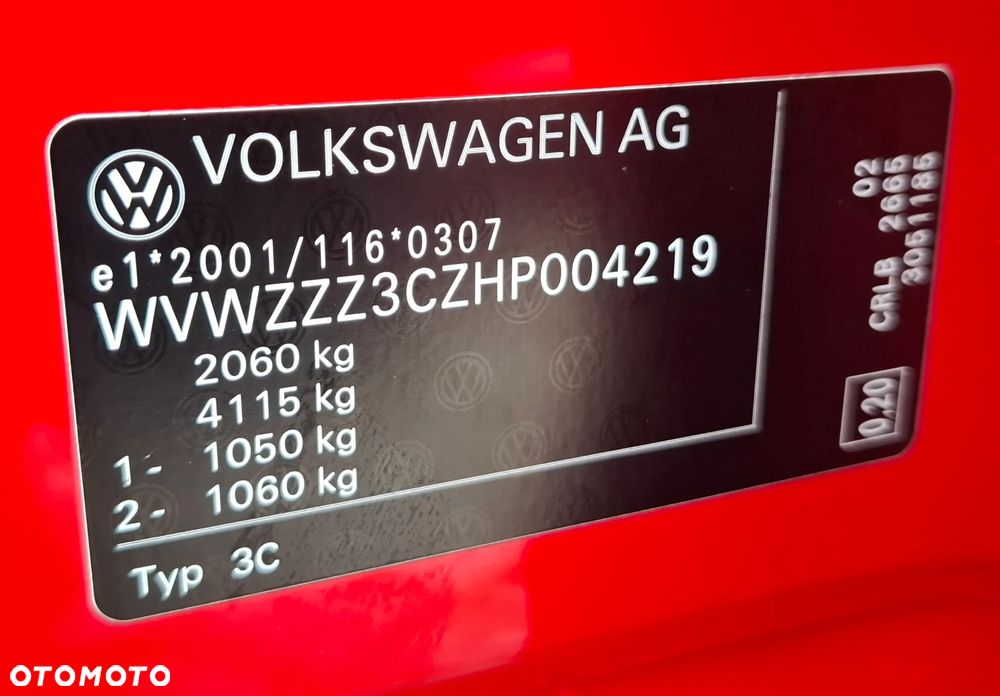 VOLKSWAGEN AG
e1*2001/116*0307
WVWZZZ3CZHP004219
2060 kg
4115 kg
1- 1050 kg
2- 1060 kg
Typ 3C
02
CRLB 2665
3051185
0,20
OTOMOTO